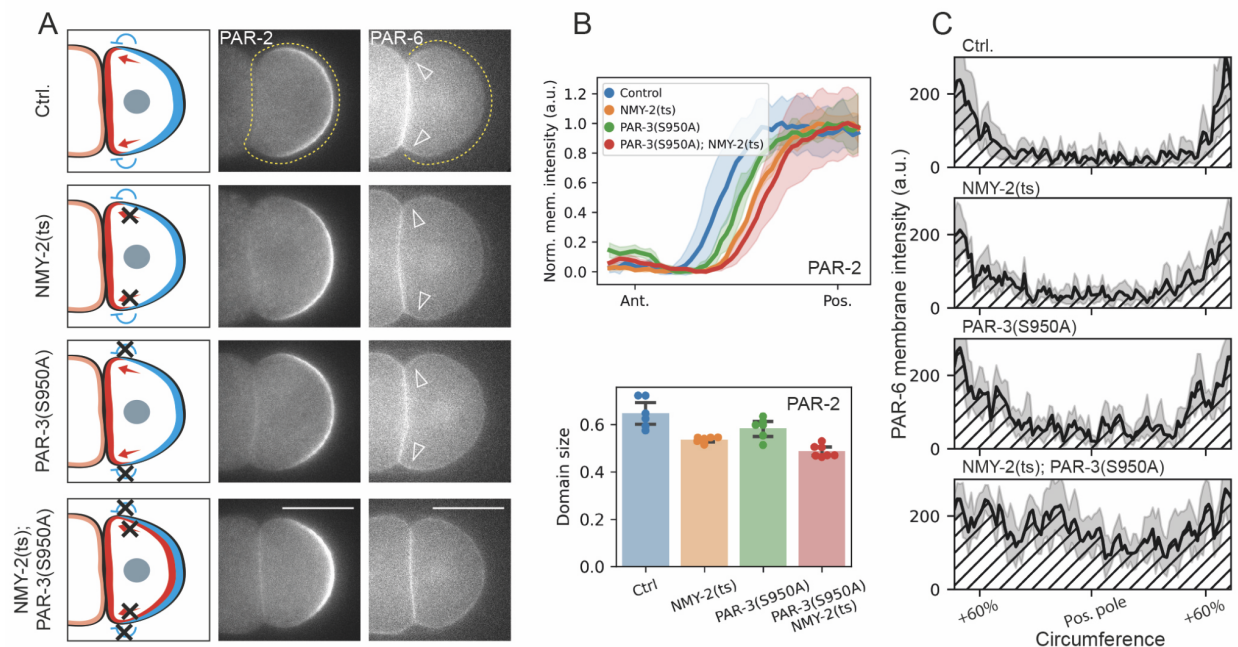 A
PAR-2
PAR-6
Ctrl.
NMY-2(ts)
PAR-3(S950A)
NMY-2(ts);
PAR-3(S950A)
B
Norm. mem. intensity (a.u.)
1.2
1.0
0.8
0.6
0.4
0.2
0.0
Control
NMY-2(ts)
PAR-3(S950A)
PAR-3(S950A); NMY-2(ts)
PAR-2
Ant.
Pos.
Domain size
0.6
0.4
0.2
0.0
PAR-2
Ctrl
NMY-2(ts)
PAR-3(S950A)
PAR-3(S950A)
NMY-2(ts)
C
PAR-6 membrane intensity (a.u.)
Ctrl.
200
0
NMY-2(ts)
200
0
PAR-3(S950A)
200
0
NMY-2(ts); PAR-3(S950A)
200
0
+60%
Pos. pole
+60%
Circumference